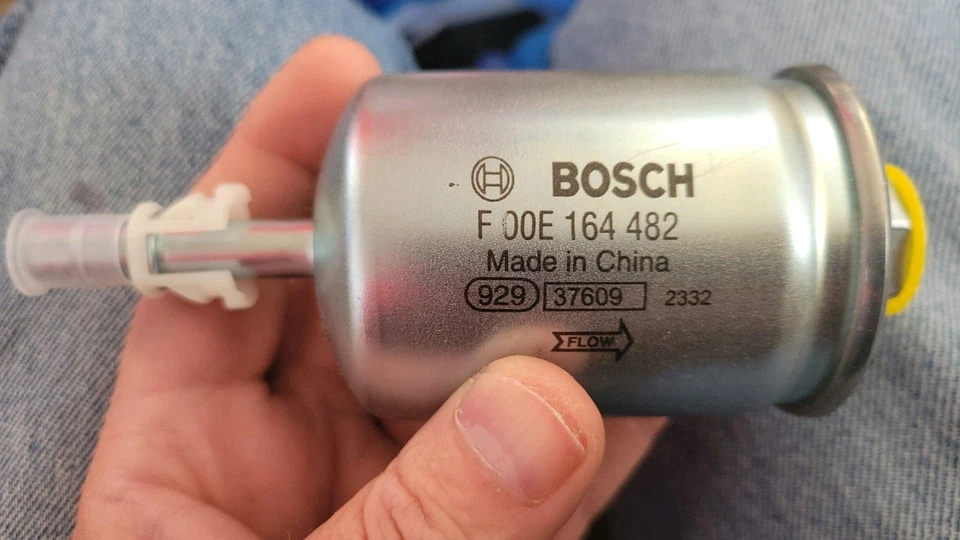 BOSCH
F 00E 164 482
Made in China
929 37609 2332
FLOW